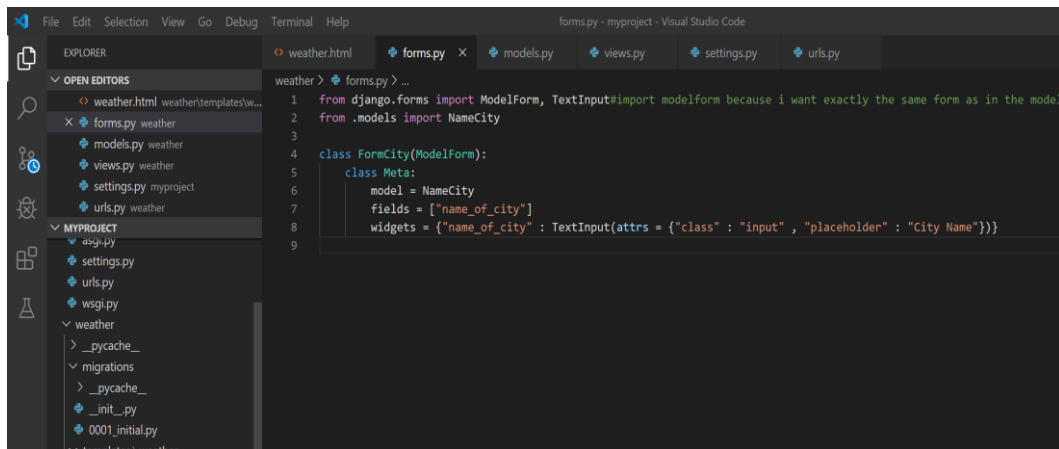 File Edit Selection View Go Debug Terminal Help forms.py - myproject - Visual Studio Code
EXPLORER
OPEN EDITORS
weather.html weather\templates\w...
forms.py weather
models.py weather
views.py weather
settings.py myproject
urls.py weather
MYPROJECT
asgi.py
settings.py
urls.py
wsgi.py
weather
__pycache__
migrations
__pycache__
__init__.py
0001_initial.py
weather.html forms.py models.py views.py settings.py urls.py
weather > forms.py > ...
1 from django.forms import ModelForm, TextInput#import modelform because i want exactly the same form as in the model
2 from .models import NameCity
3
4 class FormCity(ModelForm):
5 class Meta:
6 model = NameCity
7 fields = ["name_of_city"]
8 widgets = {"name_of_city" : TextInput(attrs = {"class" : "input" , "placeholder" : "City Name"})}
9